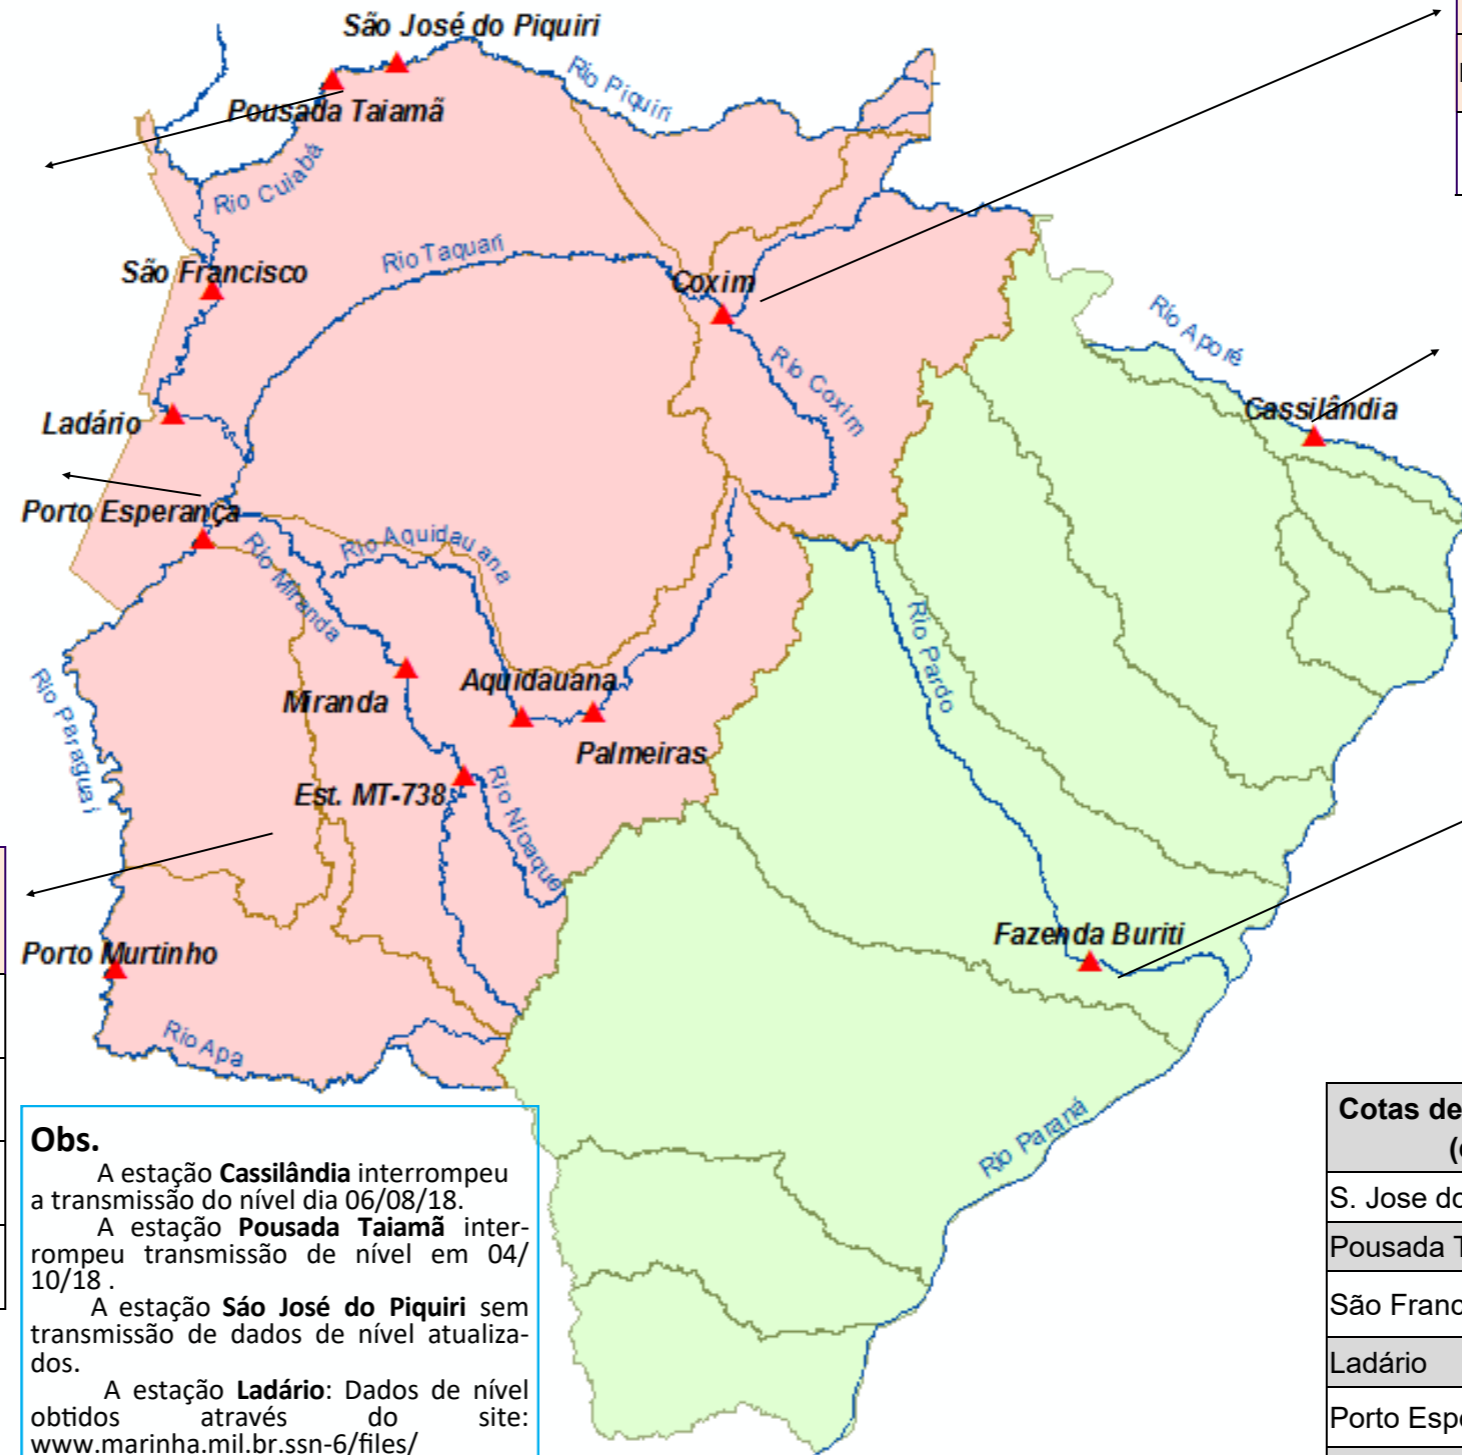 São José do Piquiri
Rio Piquiri
Pousada Taiamã
Rio Cuiabá
Rio Taquari
São Francisco
Coxim
Rio Aporé
Rio Coxim
Cassilândia
Ladário
Porto Esperança
Rio Aquidauana
Rio Miranda
Rio Pardo
Rio Paraguai
Miranda
Aquidauana
Palmeiras
Est. MT-738
Rio Nioaque
Fazenda Buriti
Porto Murtinho
Rio Apa
Rio Paraná
Obs.
A estação Cassilândia interrompeu
a transmissão do nível dia 06/08/18.
A estação Pousada Taiamã inter-
rompeu transmissão de nível em 04/
10/18 .
A estação Sáo José do Piquiri sem
transmissão de dados de nível atualiza-
dos.
A estação Ladário: Dados de nível
obtidos através do site:
www.marinha.mil.br.ssn-6/files/
Cotas de
S. Jose do
Pousada T
São Franc
Ladário
Porto Espe